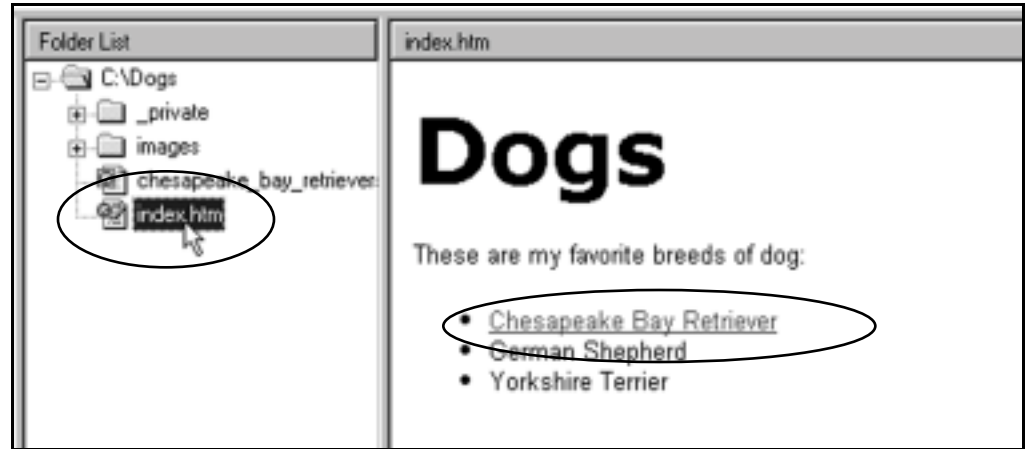 Folder List
C:\Dogs
_private
images
chesapeake_bay_retriever
index.htm
index.htm
Dogs
These are my favorite breeds of dog:
• Chesapeake Bay Retriever
• German Shepherd
• Yorkshire Terrier